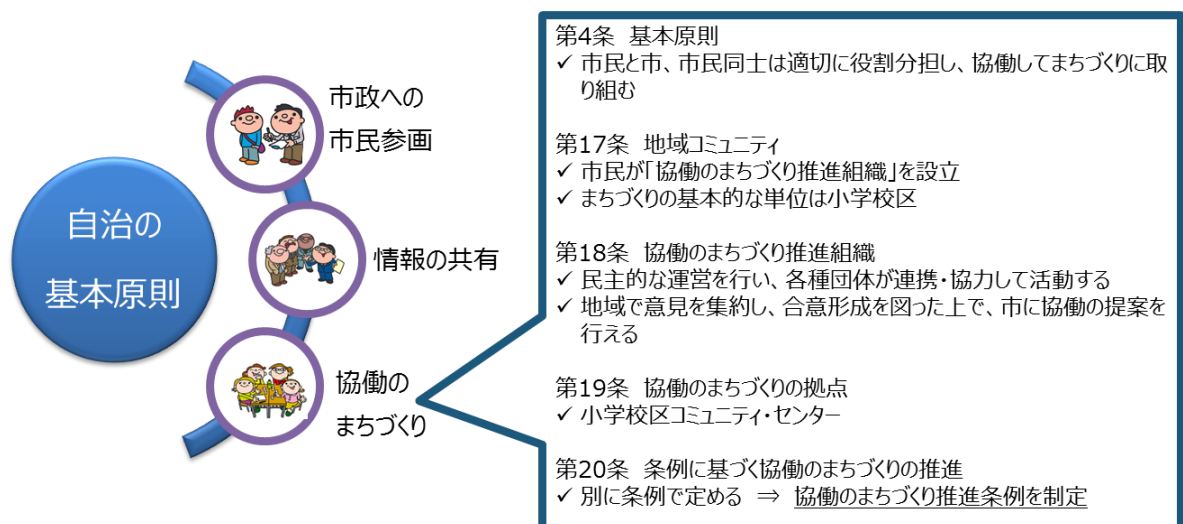 自治の
基本原則
市政への
市民参画
情報の共有
協働の
まちづくり
第4条 基本原則
✓ 市民と市、市民同士は適切に役割分担し、協働してまちづくりに取
り組む
第17条 地域コミュニティ
✓ 市民が「協働のまちづくり推進組織」を設立
✓ まちづくりの基本的な単位は小学校区
第18条 協働のまちづくり推進組織
✓ 民主的な運営を行い、各種団体が連携・協力して活動する
✓ 地域で意見を集約し、合意形成を図った上で、市に協働の提案を
行える
第19条 協働のまちづくりの拠点
✓ 小学校区コミュニティ・センター
第20条 条例に基づく協働のまちづくりの推進
✓ 別に条例で定める ⇒ 協働のまちづくり推進条例を制定